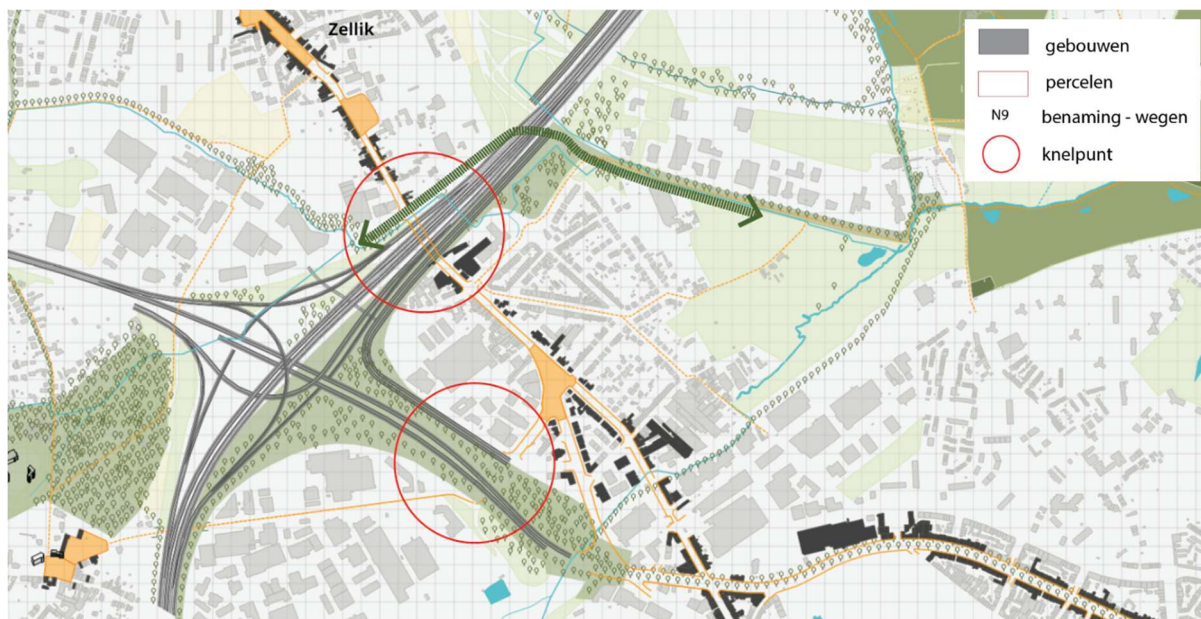 Zellik
gebouwen
percelen
N9 benaming - wegen
knelpunt